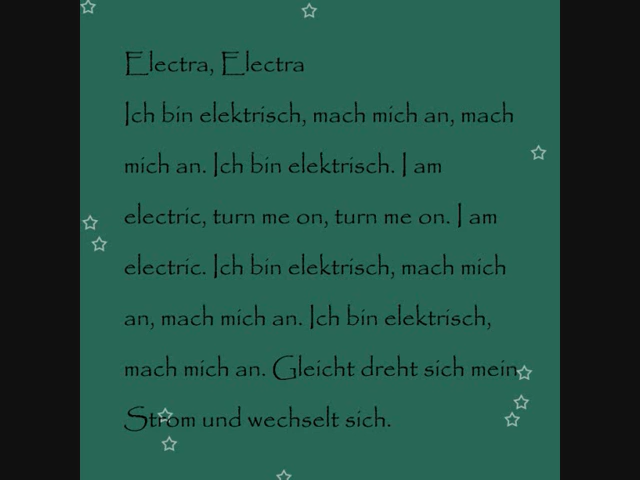 Electra, Electra
Ich bin elektrisch, mach mich an, mach
mich an. Ich bin elektrisch. I am
electric, turn me on, turn me on. I am
electric. Ich bin elektrisch, mach mich
an, mach mich an. Ich bin elektrisch,
mach mich an. Gleicht dreht sich mein
Strom und wechselt sich.